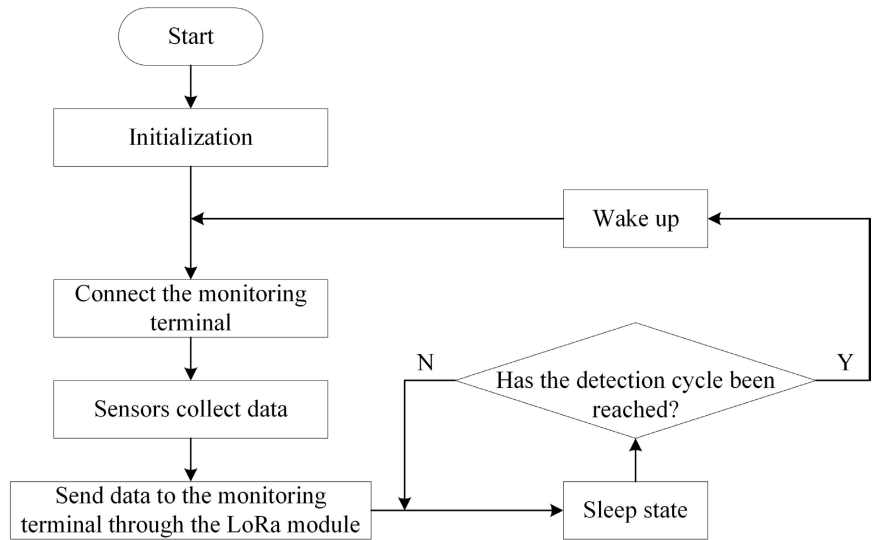 Start
Initialization
Wake up
Connect the monitoring
terminal
N
Y
Has the detection cycle been
reached?
Sensors collect data
Send data to the monitoring
terminal through the LoRa module
Sleep state